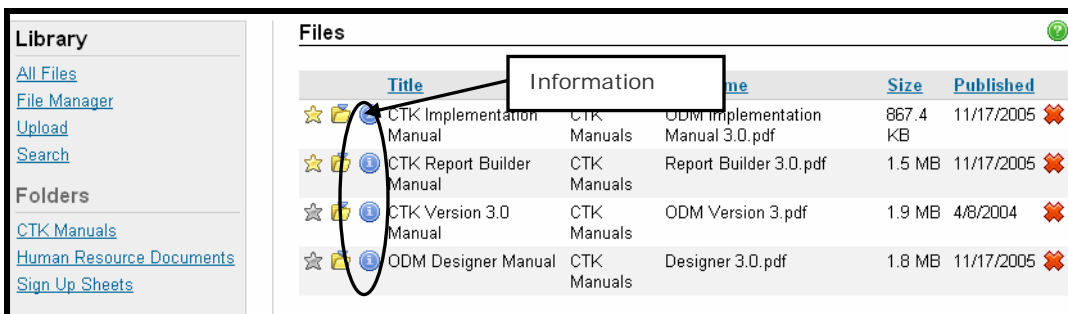 Library
All Files
File Manager
Upload
Search
Folders
CTK Manuals
Human Resource Documents
Sign Up Sheets
Files
Information
Title Size Published
CTK Implementation Manual CTK Manuals ODM Implementation Manual 3.0.pdf 867.4 KB 11/17/2005
CTK Report Builder Manual CTK Manuals Report Builder 3.0.pdf 1.5 MB 11/17/2005
CTK Version 3.0 Manual CTK Manuals ODM Version 3.pdf 1.9 MB 4/8/2004
ODM Designer Manual CTK Manuals Designer 3.0.pdf 1.8 MB 11/17/2005